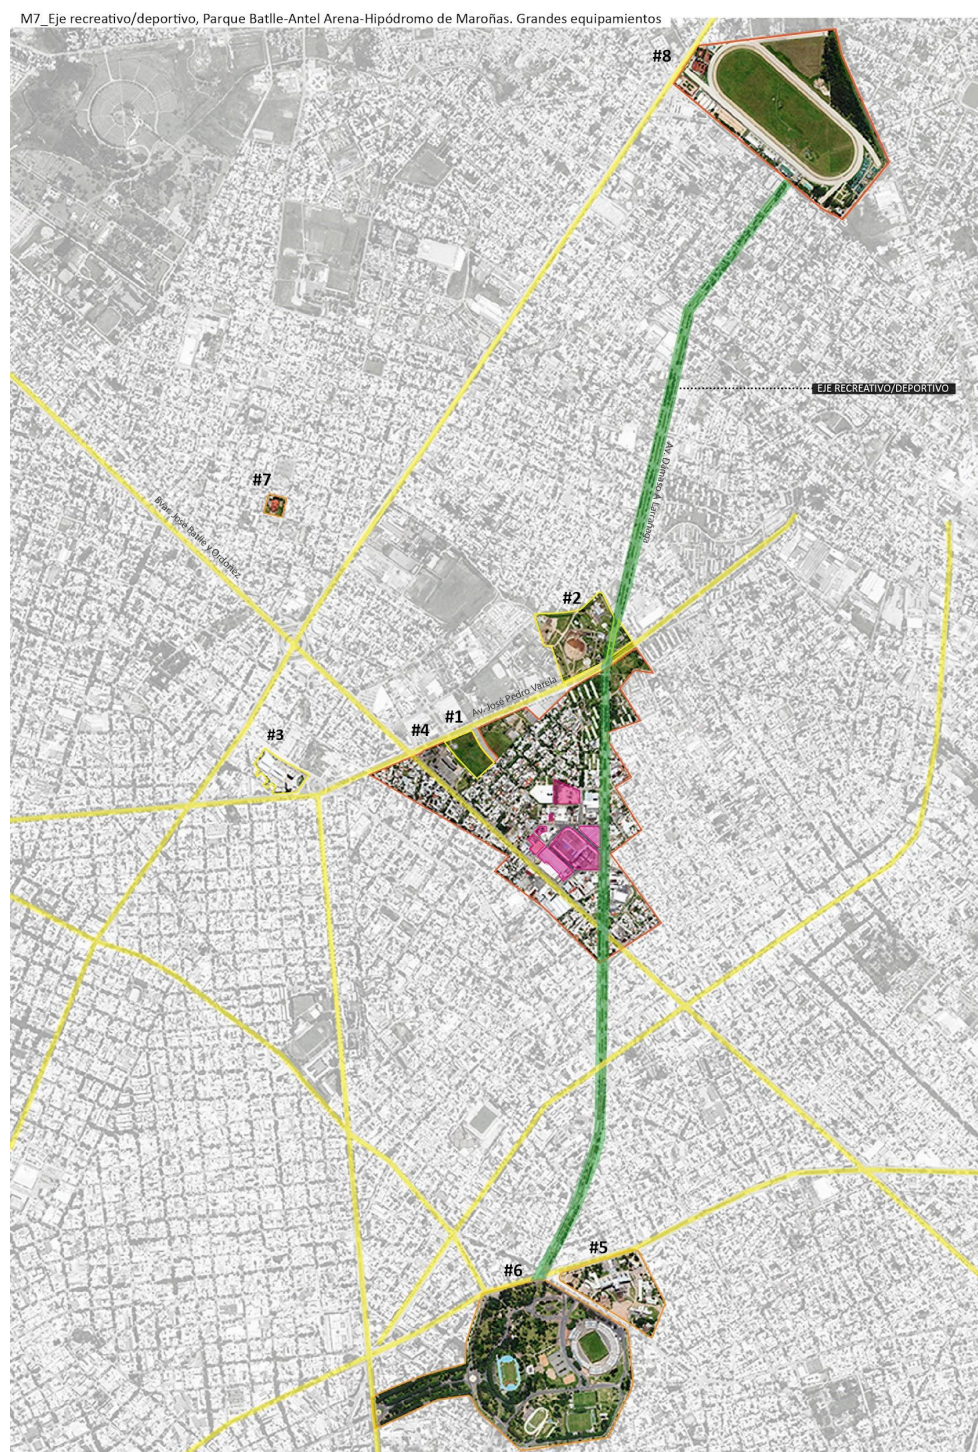 M7_Eje recreativo/deportivo, Parque Batlle-Antel Arena-Hipódromo de Maroñas. Grandes equipamientos
#8
EJE RECREATIVO/DEPORTIVO
Av. Dámaso A. Larrañaga
#7
Bvar. José Batlle y Ordóñez
#2
Av. José Pedro Varela
#1
#4
#3
#5
#6